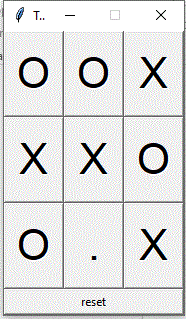 T..
O O X
X X O
O . X
reset